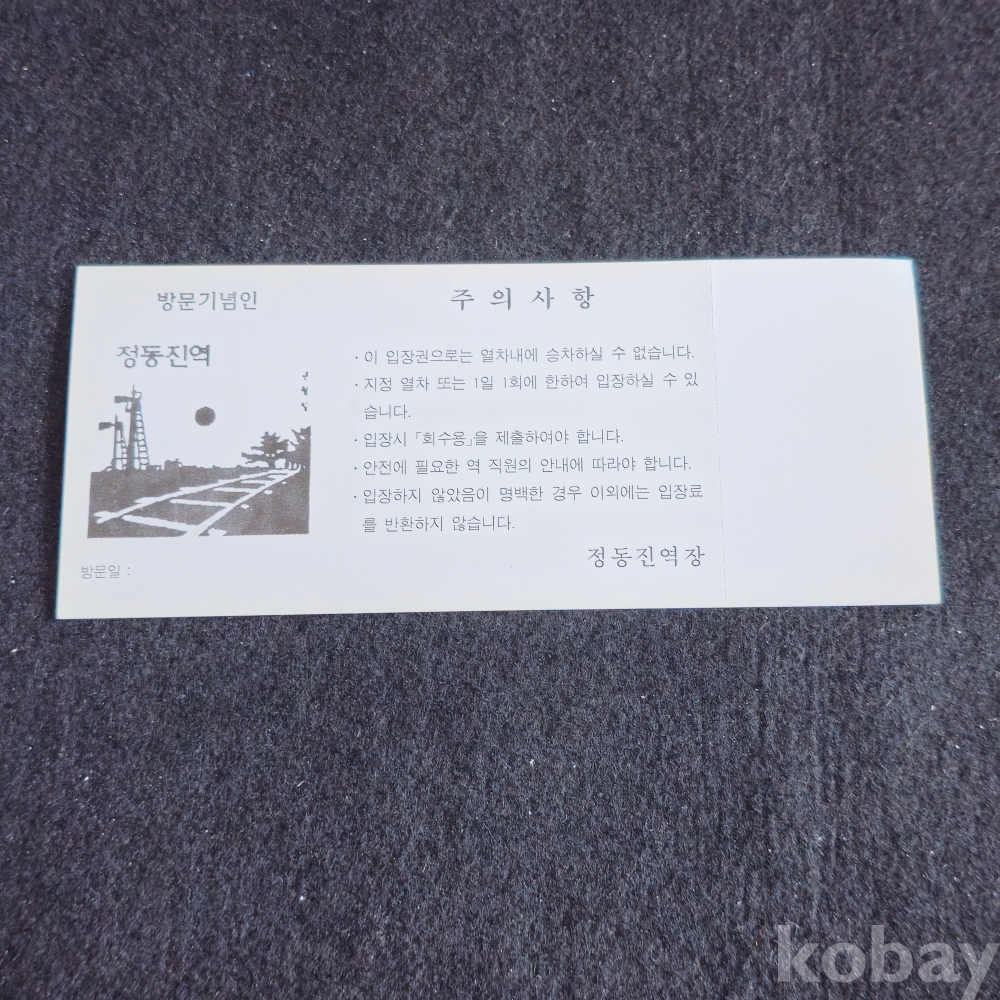 방문기념인
정동진역
방문일 :
주 의 사 항
· 이 입장권으로는 열차내에 승차하실 수 없습니다.
· 지정 열차 또는 1일 1회에 한하여 입장하실 수 있
습니다.
· 입장시 「회수용」을 제출하여야 합니다.
· 안전에 필요한 역 직원의 안내에 따라야 합니다.
· 입장하지 않았음이 명백한 경우 이외에는 입장료
를 반환하지 않습니다.
정동진역장
kobay